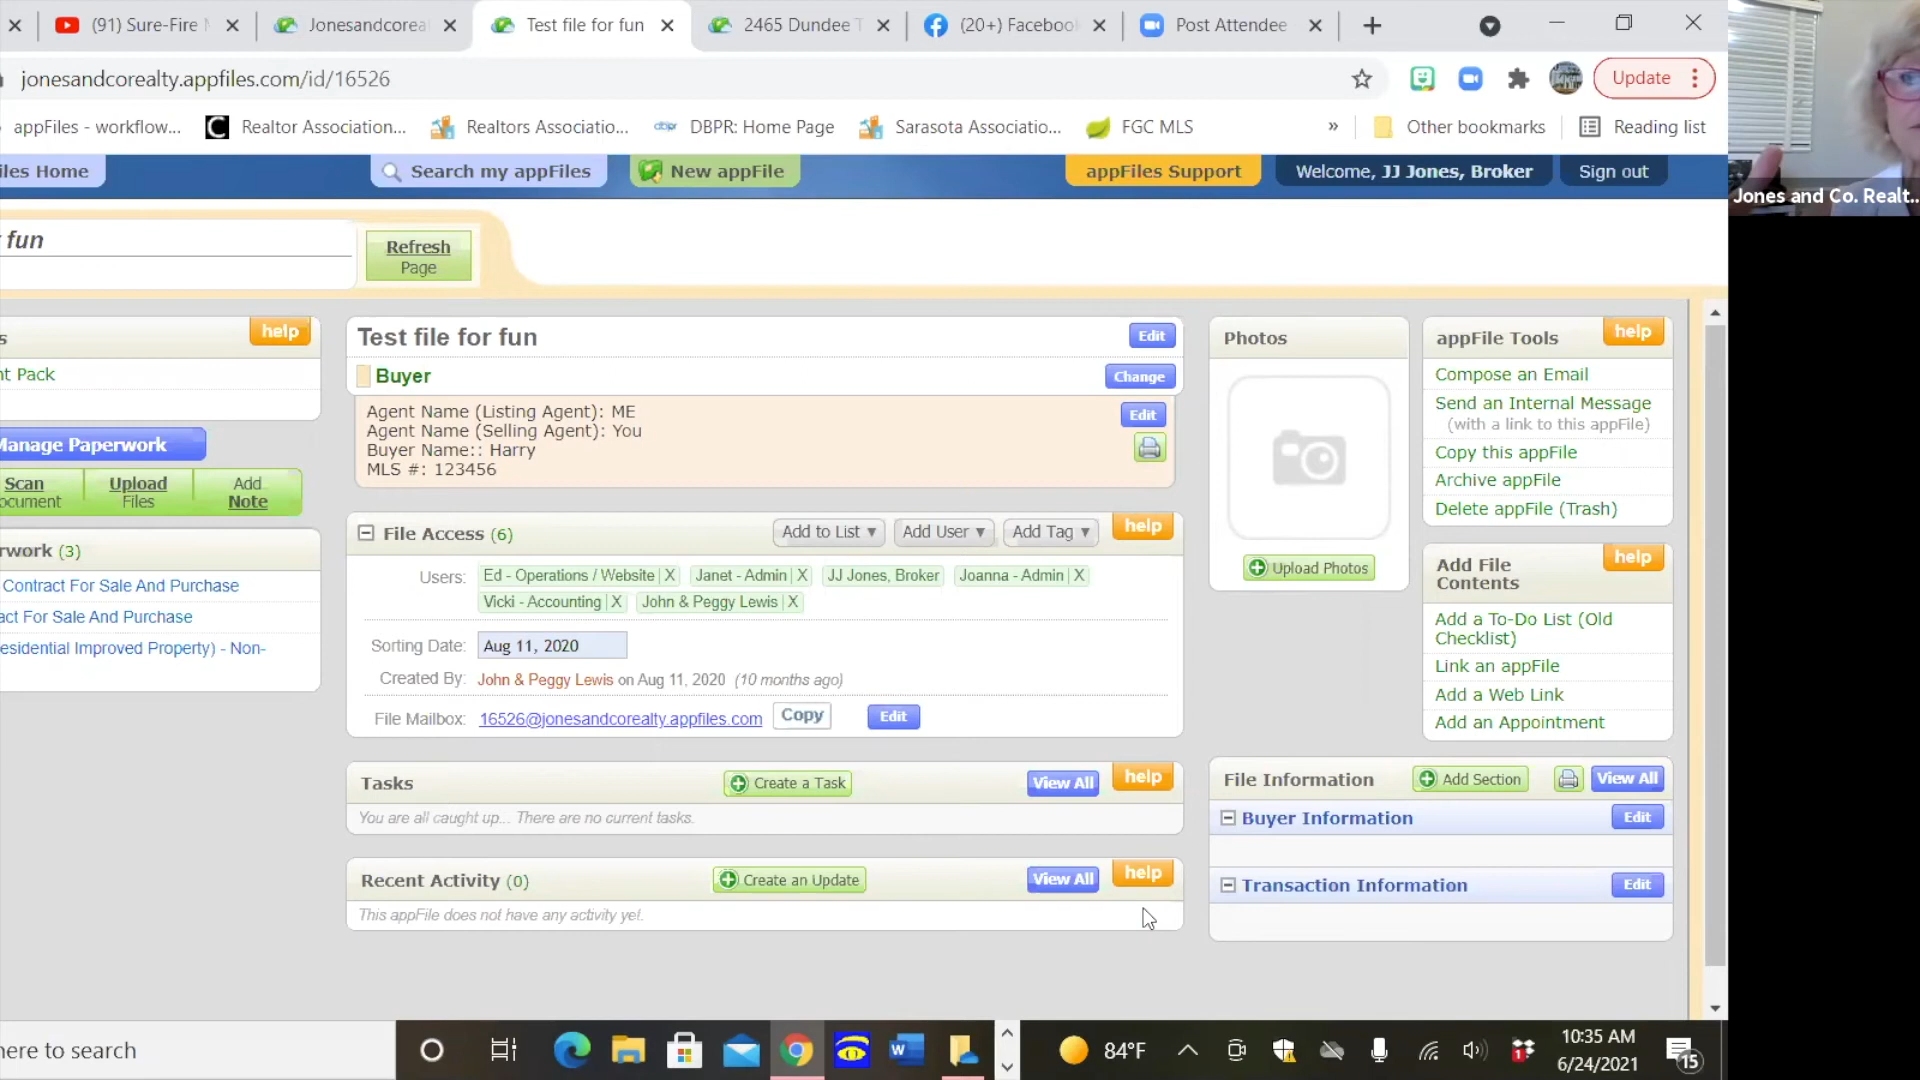 (91) Sure-Fire
Jonesandcorea
Test file for fun
2465 Dundee T
(20+) Facebook
Post Attendee
jonesandcorealty.appfiles.com/id/16526
Update
appFiles - workflow...
Realtor Association...
Realtors Associatio...
dbpr
DBPR: Home Page
Sarasota Associatio...
FGC MLS
»
Other bookmarks
Reading list
iles Home
Search my appFiles
New appFile
appFiles Support
Welcome, JJ Jones, Broker
Sign out
Jones and Co. Realt...
fun
Refresh
Page
s
help
nt Pack
Manage Paperwork
Scan
ocument
Upload
Files
Add
Note
rwork (3)
Contract For Sale And Purchase
act For Sale And Purchase
esidential Improved Property) - Non-
Test file for fun
Edit
Buyer
Change
Agent Name (Listing Agent): ME
Agent Name (Selling Agent): You
Buyer Name:: Harry
MLS #: 123456
Edit
File Access (6)
Add to List ▼
Add User ▼
Add Tag ▼
help
Users:
Ed - Operations / Website | X
Janet - Admin | X
JJ Jones, Broker
Joanna - Admin | X
Vicki - Accounting | X
John & Peggy Lewis | X
Sorting Date:
Aug 11, 2020
Created By: John & Peggy Lewis on Aug 11, 2020 (10 months ago)
File Mailbox: 16526@jonesandcorealty.appfiles.com
Copy
Edit
Tasks
Create a Task
View All
help
You are all caught up... There are no current tasks.
Recent Activity (0)
Create an Update
View All
help
This appFile does not have any activity yet.
Photos
Upload Photos
appFile Tools
help
Compose an Email
Send an Internal Message
(with a link to this appFile)
Copy this appFile
Archive appFile
Delete appFile (Trash)
Add File
Contents
help
Add a To-Do List (Old
Checklist)
Link an appFile
Add a Web Link
Add an Appointment
File Information
Add Section
View All
Buyer Information
Edit
Transaction Information
Edit
here to search
W
84°F
1
10:35 AM
6/24/2021
15